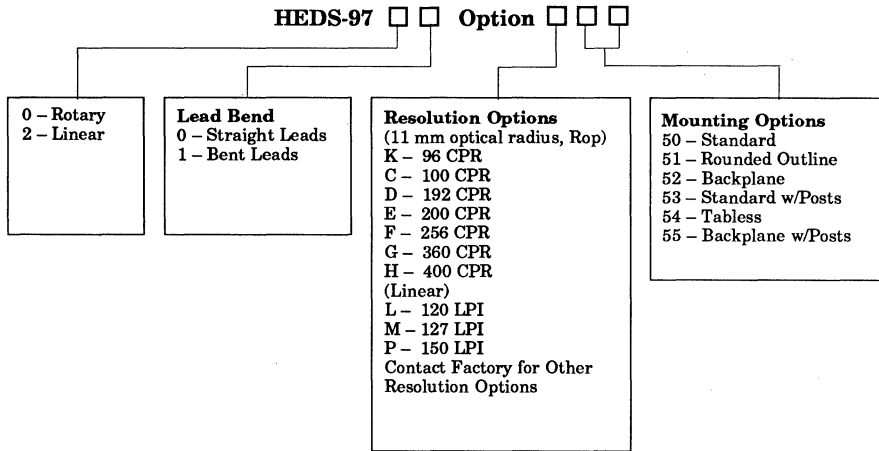 HEDS-97 □ □ Option □ □ □
0 – Rotary
2 – Linear
Lead Bend
0 – Straight Leads
1 – Bent Leads
Resolution Options
(11 mm optical radius, Rop)
K – 96 CPR
C – 100 CPR
D – 192 CPR
E – 200 CPR
F – 256 CPR
G – 360 CPR
H – 400 CPR
(Linear)
L – 120 LPI
M – 127 LPI
P – 150 LPI
Contact Factory for Other
Resolution Options
Mounting Options
50 – Standard
51 – Rounded Outline
52 – Backplane
53 – Standard w/Posts
54 – Tabless
55 – Backplane w/Posts